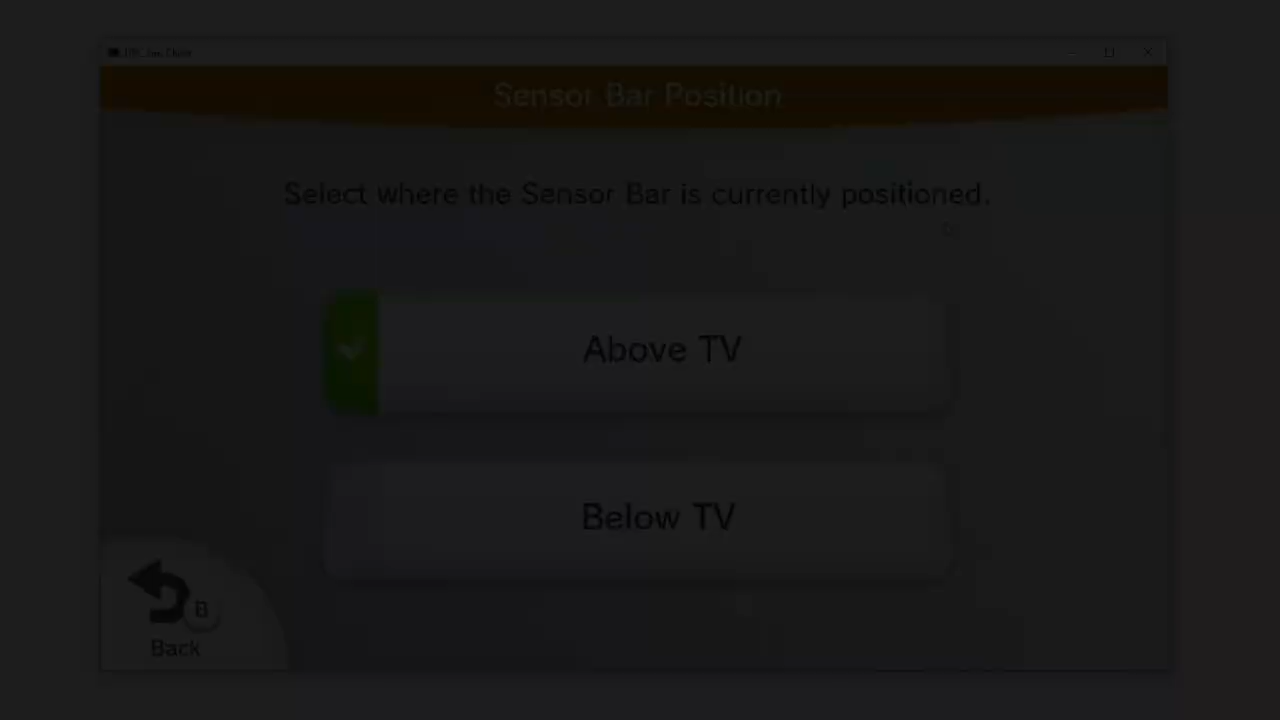 Sensor Bar Position
Select where the Sensor Bar is currently positioned.
Above TV
Below TV
B
Back